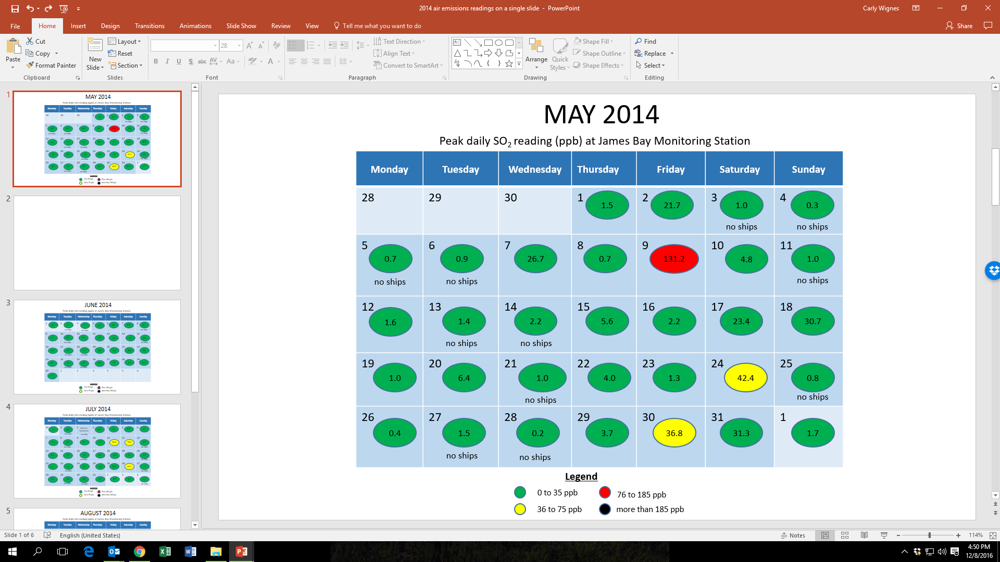 2014 air emissions readings on a single slide - PowerPoint
Carly Wignes
File Home Insert Design Transitions Animations Slide Show Review View Tell me what you want to do Share
Paste
Cut
Copy
Format Painter
Clipboard
New Slide
Layout
Reset
Section
Slides
28
B I U S abc AV Aa A
Font
Text Direction
Align Text
Convert to SmartArt
Paragraph
Arrange
Quick Styles
Shape Fill
Shape Outline
Shape Effects
Drawing
Find
Replace
Select
Editing
1
MAY 2014
2
3
JUNE 2014
4
JULY 2014
5
AUGUST 2014
MAY 2014
Peak daily SO2 reading (ppb) at James Bay Monitoring Station
Monday Tuesday Wednesday Thursday Friday Saturday Sunday
28 29 30 1 1.5 2 21.7 3 1.0 4 0.3
no ships no ships
5 0.7 6 0.9 7 26.7 8 0.7 9 131.2 10 4.8 11 1.0
no ships no ships no ships
12 1.6 13 1.4 14 2.2 15 5.6 16 2.2 17 23.4 18 30.7
no ships no ships
19 1.0 20 6.4 21 1.0 22 4.0 23 1.3 24 42.4 25 0.8
no ships no ships
26 0.4 27 1.5 28 0.2 29 3.7 30 36.8 31 31.3 1 1.7
no ships no ships
Legend
0 to 35 ppb 76 to 185 ppb
36 to 75 ppb more than 185 ppb
Slide 1 of 6 English (United States) Notes 114%
4:50 PM
12/8/2016